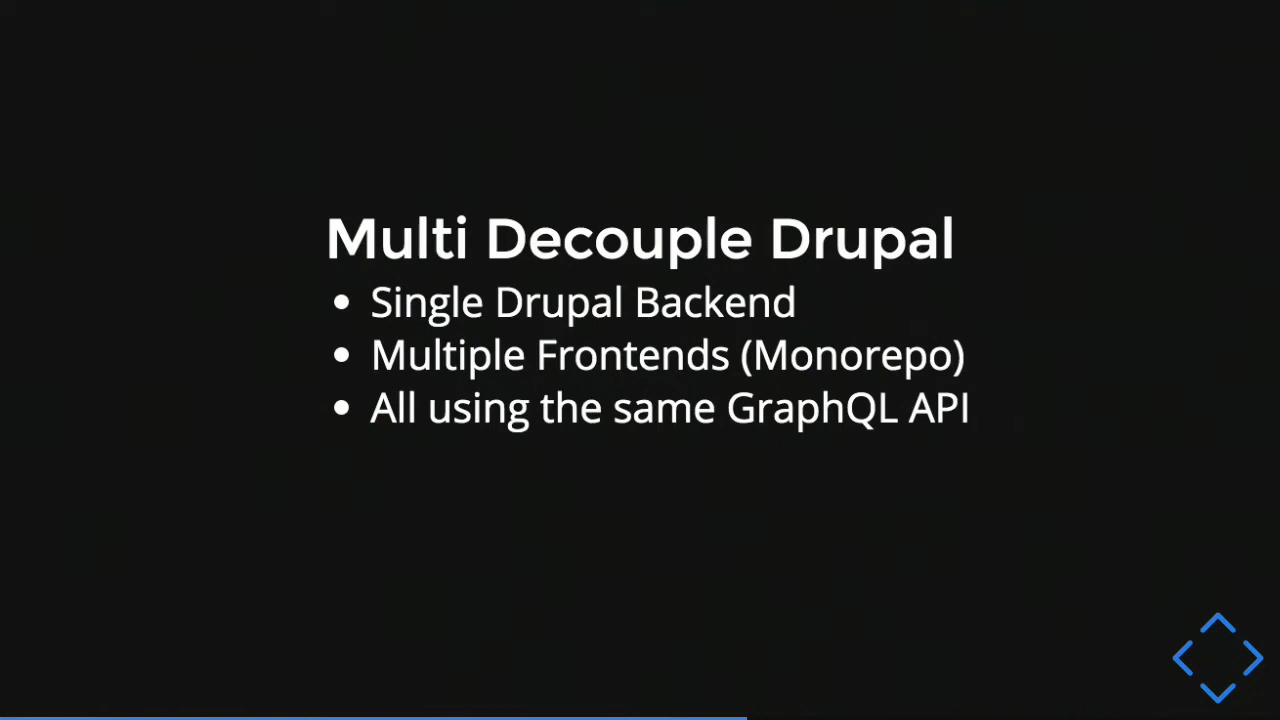 Multi Decouple Drupal
Single Drupal Backend
Multiple Frontends (Monorepo)
All using the same GraphQL API